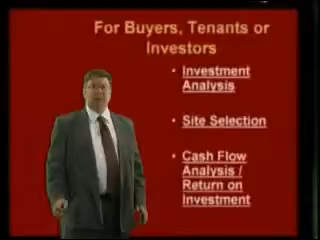 For Buyers, Tenants or
Investors
• Investment
Analysis
• Site Selection
• Cash Flow
Analysis /
Return on
Investment